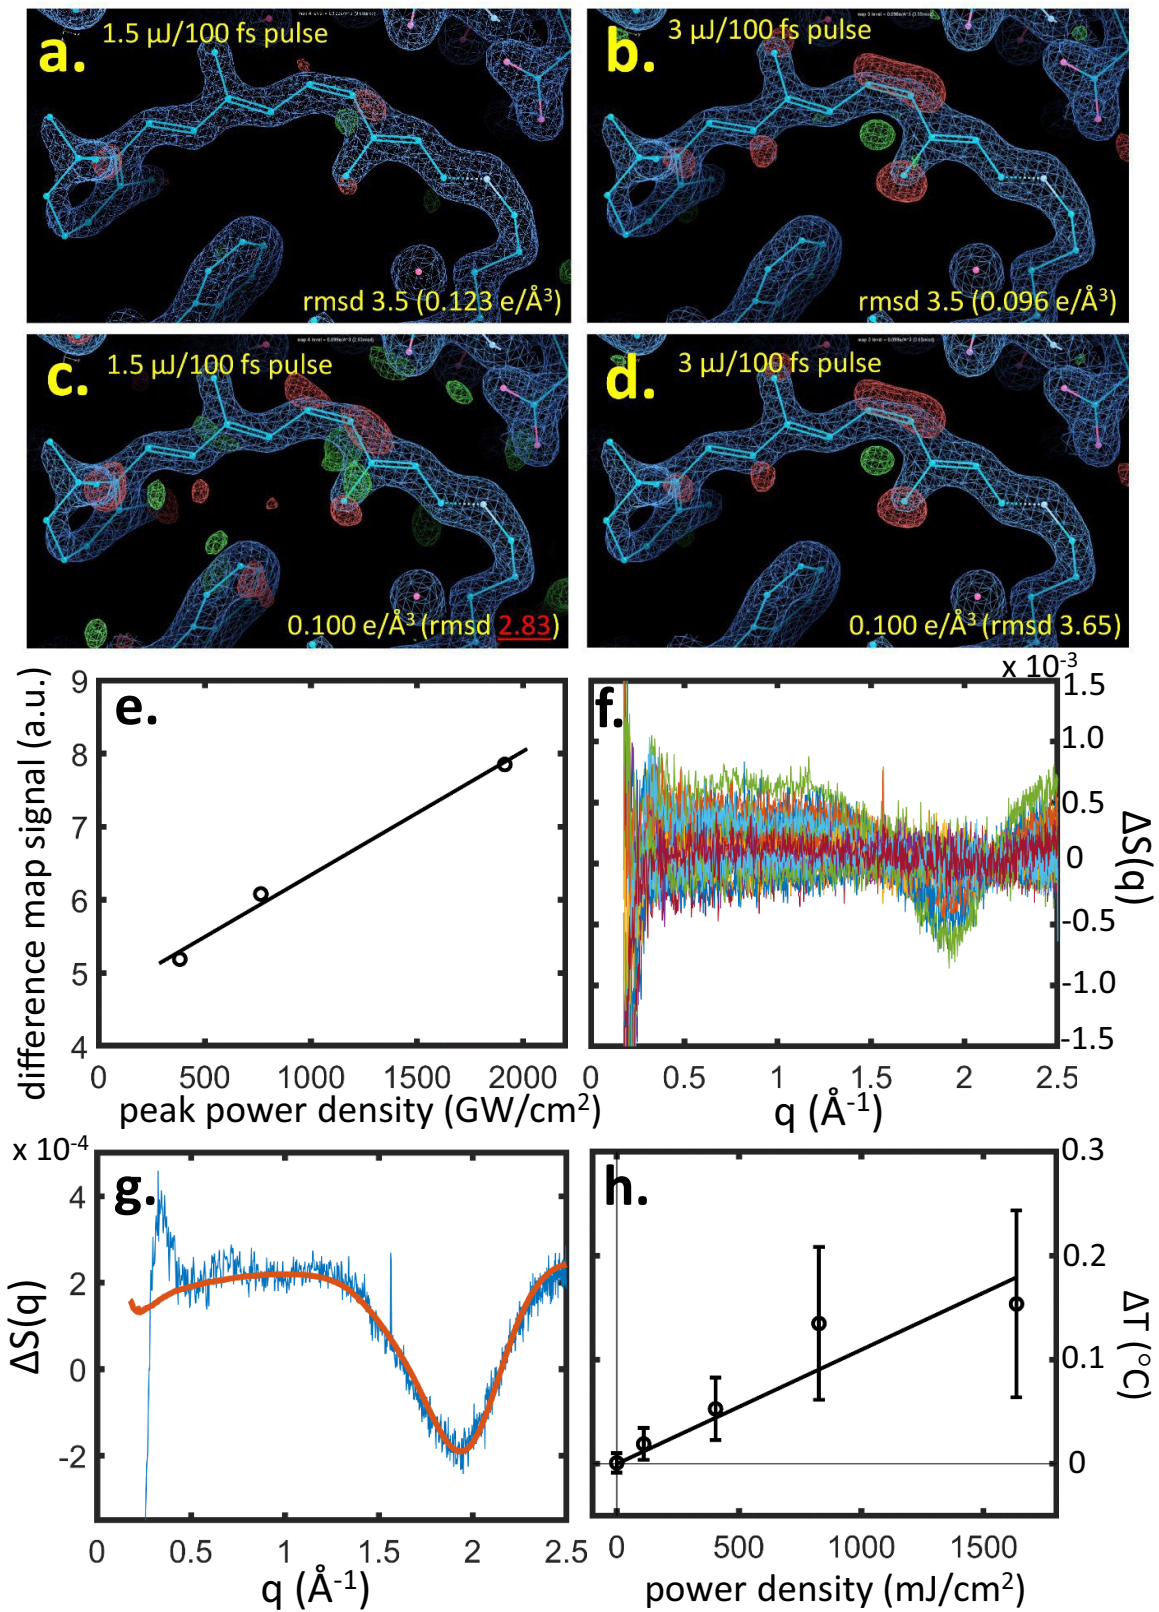 a.
1.5 µJ/100 fs pulse
rmsd 3.5 (0.123 e/Å³)
b.
3 µJ/100 fs pulse
rmsd 3.5 (0.096 e/Å³)
c.
1.5 µJ/100 fs pulse
0.100 e/Å³ (rmsd 2.83)
d.
3 µJ/100 fs pulse
0.100 e/Å³ (rmsd 3.65)
e.
difference map signal (a.u.)
9
8
7
6
5
4
0 500 1000 1500 2000
peak power density (GW/cm²)
f.
x 10⁻³
1.5
1.0
0.5
0
-0.5
-1.0
-1.5
ΔS(q)
0 0.5 1 1.5 2 2.5
q (Å⁻¹)
g.
x 10⁻⁴
4
2
0
-2
ΔS(q)
0 0.5 1 1.5 2 2.5
q (Å⁻¹)
h.
0.3
0.2
0.1
0
ΔT (°C)
0 500 1000 1500
power density (mJ/cm²)